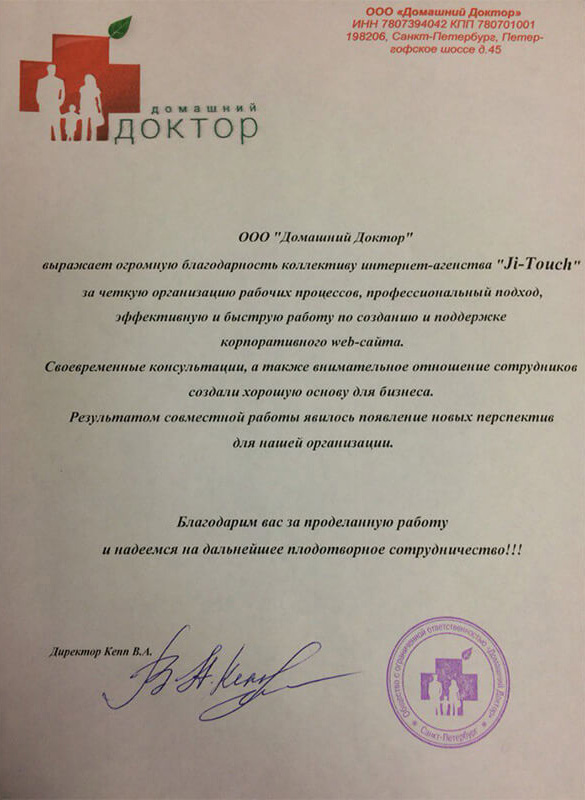 домашний
доктор
ООО «Домашний Доктор»
ИНН 7807394042 КПП 780701001
198206, Санкт-Петербург, Петер-
гофское шоссе д.45
ООО "Домашний Доктор"
выражает огромную благодарность коллективу интернет-агенства "Ji-Touch"
за четкую организацию рабочих процессов, профессиональный подход,
эффективную и быструю работу по созданию и поддержке
корпоративного web-сайта.
Своевременные консультации, а также внимательное отношение сотрудников
создали хорошую основу для бизнеса.
Результатом совместной работы явилось появление новых перспектив
для нашей организации.
Благодарим вас за проделанную работу
и надеемся на дальнейшее плодотворное сотрудничество!!!
Директор Кепп В.А.
Общество с ограниченной ответственностью «Домашний Доктор»
Санкт-Петербург